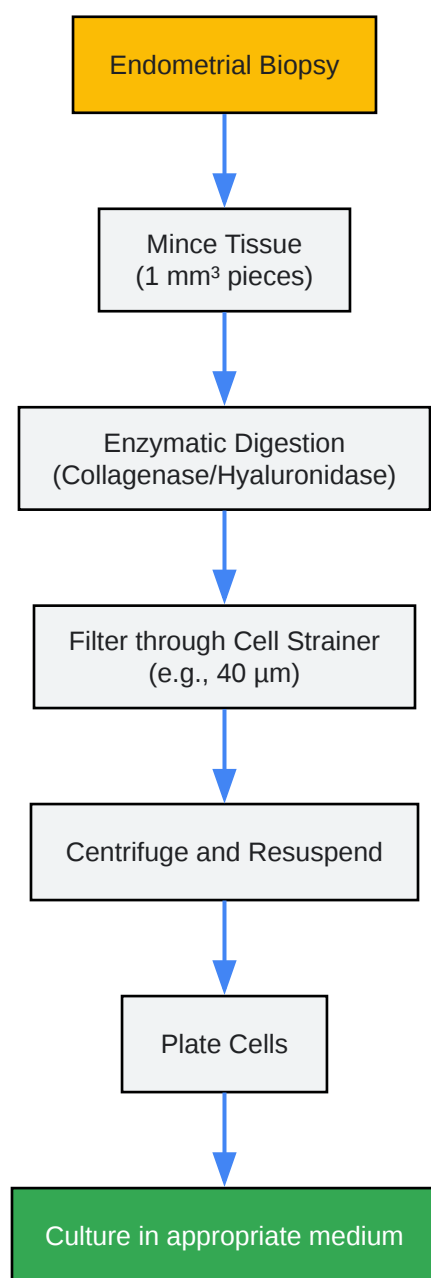 Endometrial Biopsy
Mince Tissue
(1 mm³ pieces)
Enzymatic Digestion
(Collagenase/Hyaluronidase)
Filter through Cell Strainer
(e.g., 40 µm)
Centrifuge and Resuspend
Plate Cells
Culture in appropriate medium